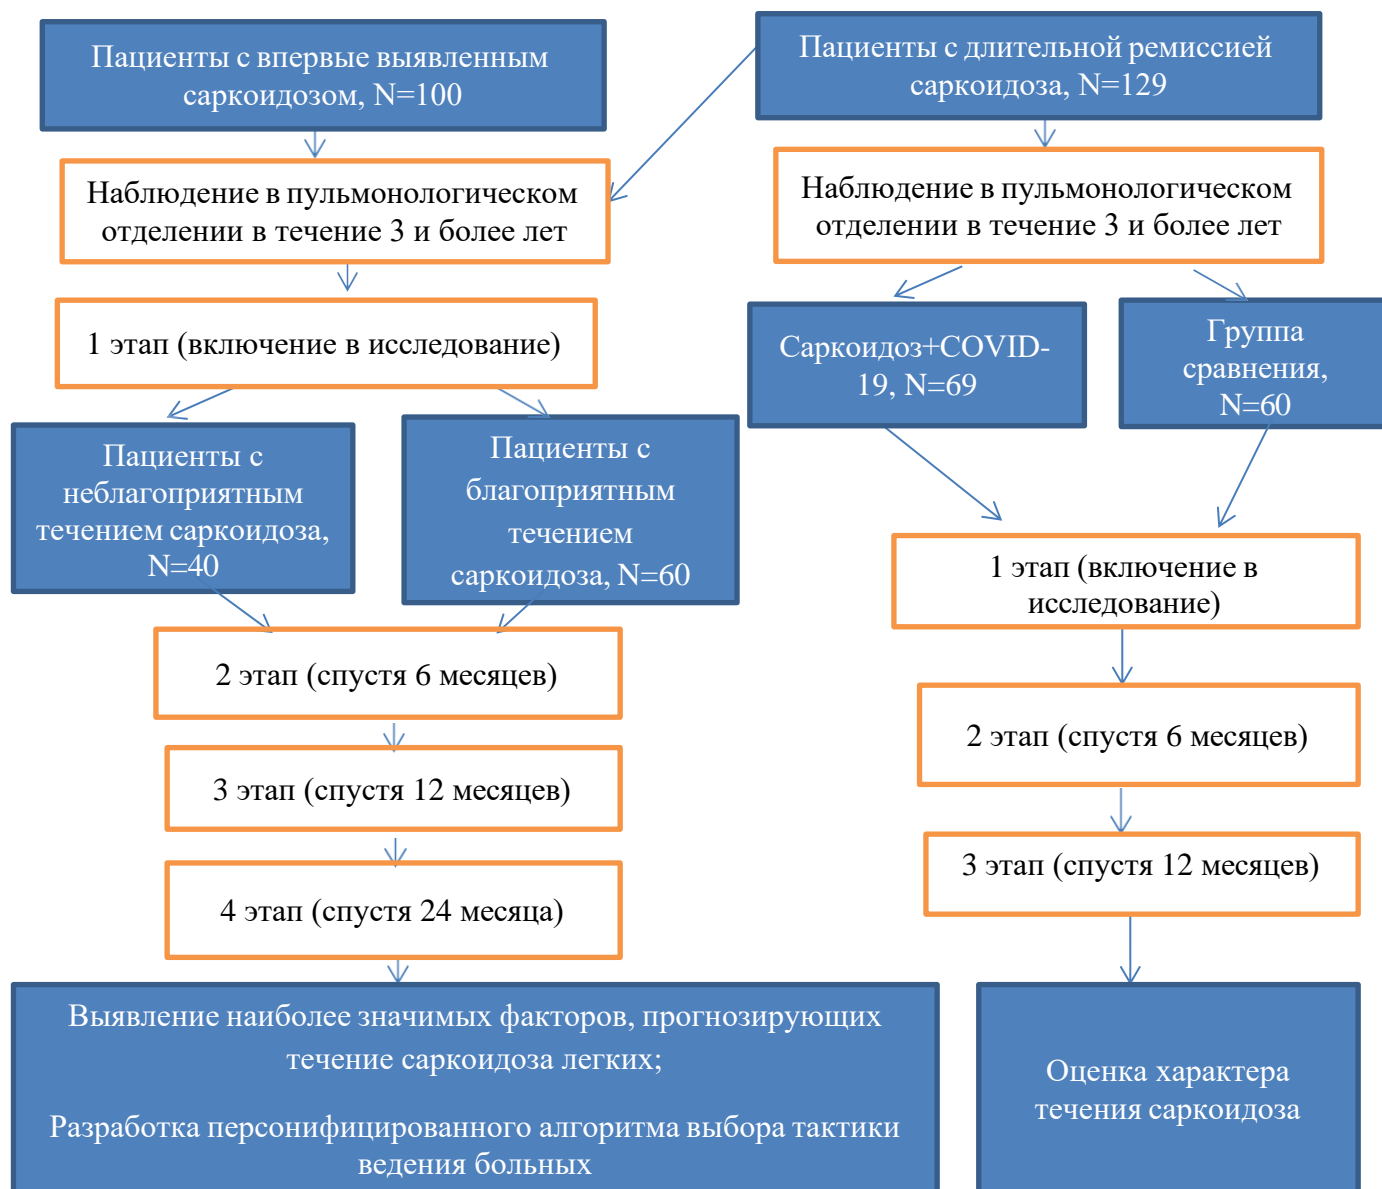 Пациенты с впервые выявленным
саркоидозом, N=100
Пациенты с длительной ремиссией
саркоидоза, N=129
Наблюдение в пульмонологическом
отделении в течение 3 и более лет
Наблюдение в пульмонологическом
отделении в течение 3 и более лет
1 этап (включение в исследование)
Саркоидоз+COVID-
19, N=69
Группа
сравнения,
N=60
Пациенты с
неблагоприятным
течением саркоидоза,
N=40
Пациенты с
благоприятным
течением
саркоидоза, N=60
1 этап (включение в
исследование)
2 этап (спустя 6 месяцев)
2 этап (спустя 6 месяцев)
3 этап (спустя 12 месяцев)
3 этап (спустя 12 месяцев)
4 этап (спустя 24 месяца)
Выявление наиболее значимых факторов, прогнозирующих
течение саркоидоза легких;
Разработка персонифицированного алгоритма выбора тактики
ведения больных
Оценка характера
течения саркоидоза